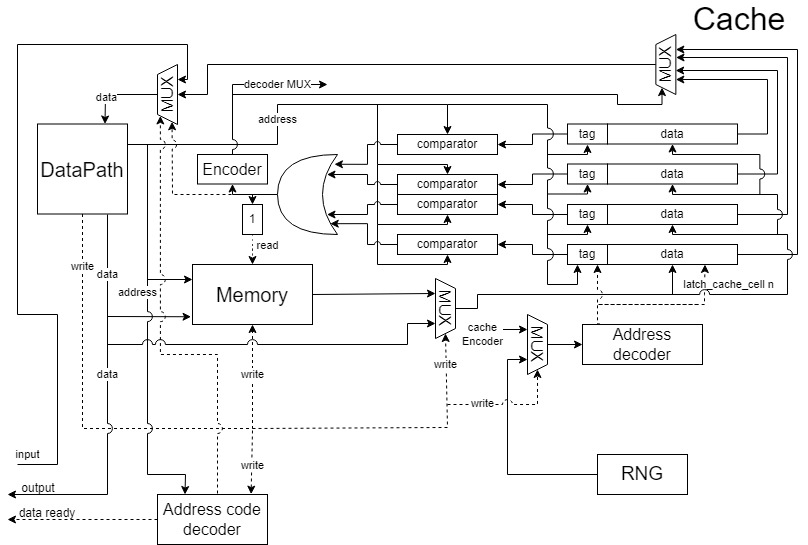 Cache
MUX
MUX
decoder MUX
data
address
tag
data
comparator
DataPath
Encoder
tag
data
comparator
comparator
tag
data
1
read
comparator
tag
data
write
data
address
Memory
MUX
latch_cache_cell n
cache
Encoder
MUX
Address
decoder
write
data
write
write
input
write
RNG
output
data ready
Address code
decoder